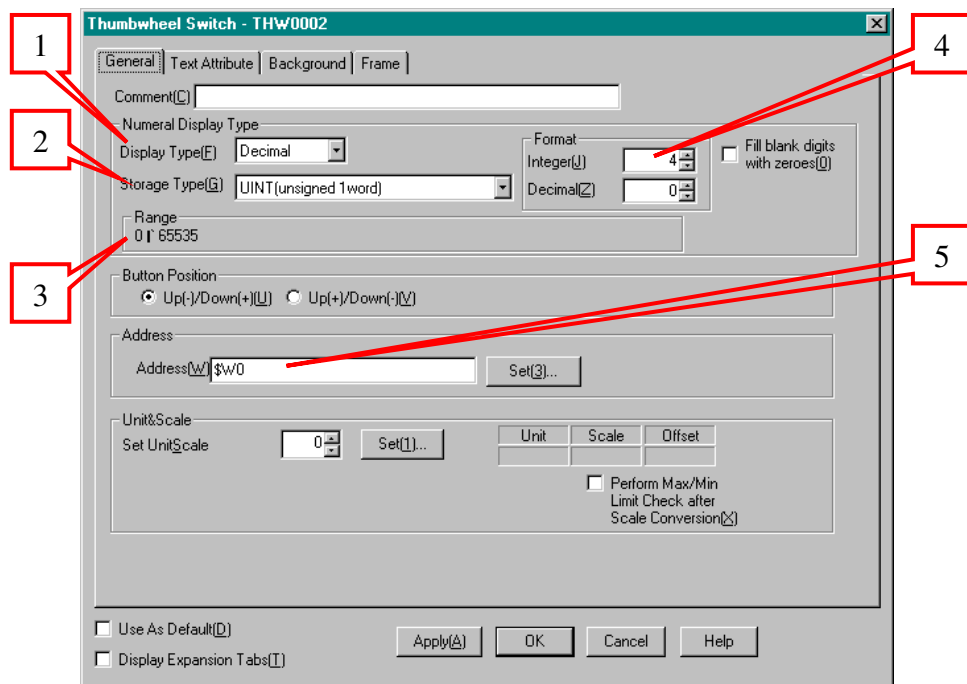 Thumbwheel Switch - THW0002
1
4
General Text Attribute Background Frame
Comment(C)
Numeral Display Type
2
Display Type(F) Decimal
Format
Integer(J) 4
Fill blank digits
with zeroes(0)
Storage Type(G) UINT(unsigned 1word)
Decimal(Z) 0
Range
0 65535
3
5
Button Position
Up(-)/Down(+)(U) Up(+)/Down(-)(V)
Address
Address(W) $W0 Set(3)...
Unit&Scale
Set UnitScale 0 Set(1)...
Unit Scale Offset
Perform Max/Min
Limit Check after
Scale Conversion(X)
Use As Default(D)
Display Expansion Tabs(T)
Apply(A) OK Cancel Help